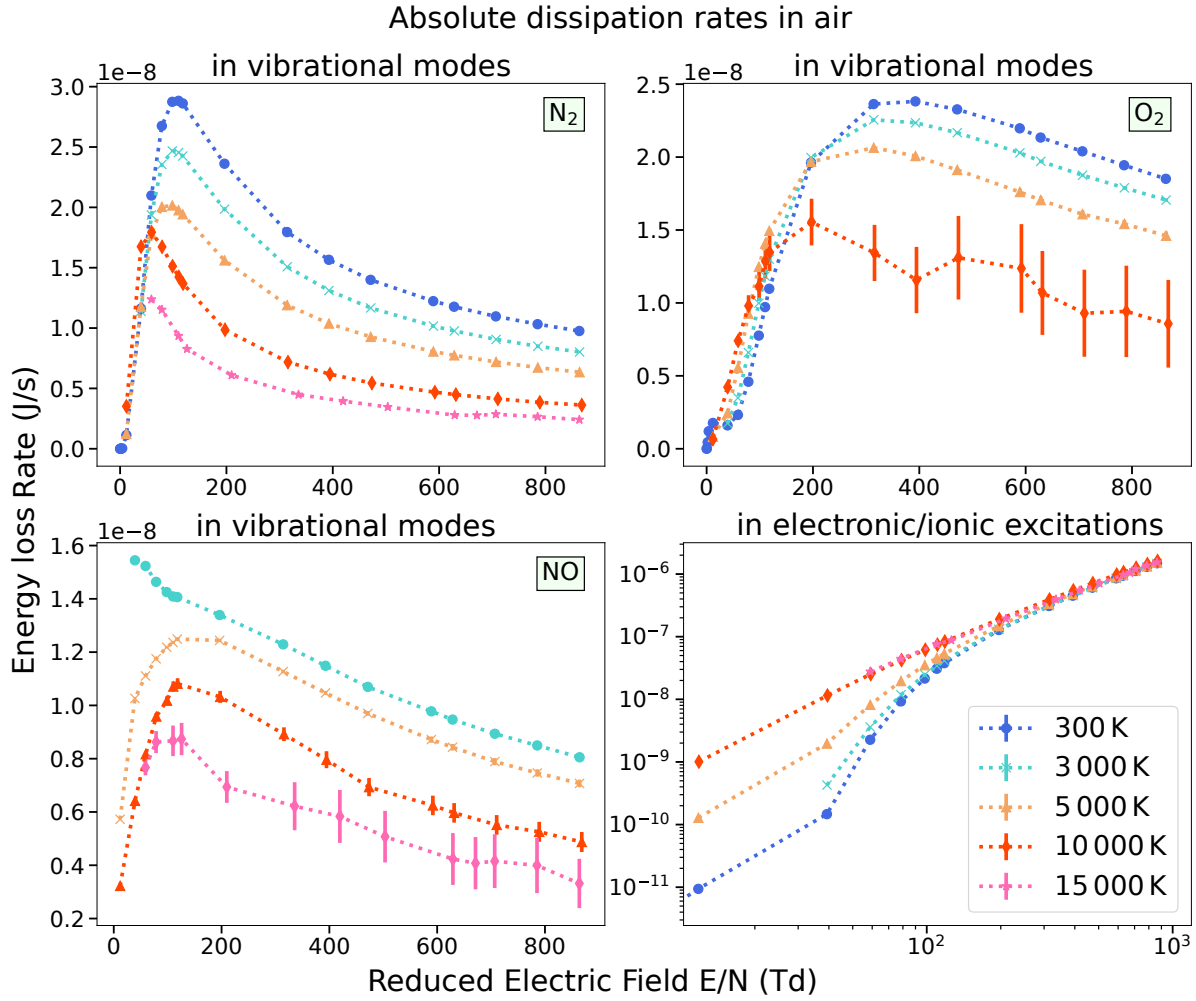 Absolute dissipation rates in air
in vibrational modes
1e−8
N₂
3.0
2.5
2.0
1.5
1.0
0.5
0.0
0 200 400 600 800
in vibrational modes
1e−8
O₂
2.5
2.0
1.5
1.0
0.5
0.0
0 200 400 600 800
Energy loss Rate (J/s)
in vibrational modes
1e−8
NO
1.6
1.4
1.2
1.0
0.8
0.6
0.4
0.2
0 200 400 600 800
in electronic/ionic excitations
10⁻⁶
10⁻⁷
10⁻⁸
10⁻⁹
10⁻¹⁰
10⁻¹¹
10² 10³
300 K
3 000 K
5 000 K
10 000 K
15 000 K
Reduced Electric Field E/N (Td)